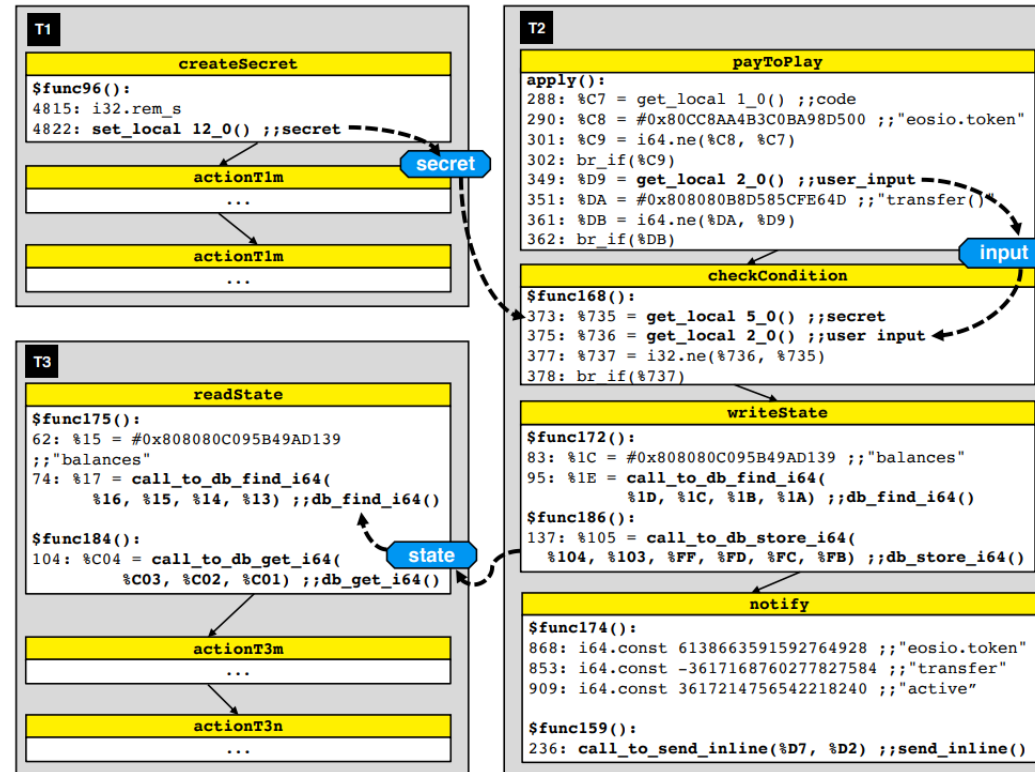 T1
createSecret
$func96():
4815: i32.rem_s
4822: set_local 12_0() ;;secret
secret
actionT1m
...
actionT1m
...
T2
payToPlay
apply():
288: %C7 = get_local 1_0() ;;code
290: %C8 = #0x80CC8AA4B3C0BA98D500 ;;"eosio.token"
301: %C9 = i64.ne(%C8, %C7)
302: br_if(%C9)
349: %D9 = get_local 2_0() ;;user_input
351: %DA = #0x808080B8D585CFE64D ;;"transfer()"
361: %DB = i64.ne(%DA, %D9)
362: br_if(%DB)
input
checkCondition
$func168():
373: %735 = get_local 5_0() ;;secret
375: %736 = get_local 2_0() ;;user input
377: %737 = i32.ne(%736, %735)
378: br_if(%737)
writeState
$func172():
83: %1C = #0x808080C095B49AD139 ;;"balances"
95: %1E = call_to_db_find_i64(
%1D, %1C, %1B, %1A) ;;db_find_i64()
$func186():
137: %105 = call_to_db_store_i64(
%104, %103, %FF, %FD, %FC, %FB) ;;db_store_i64()
notify
$func174():
868: i64.const 6138663591592764928 ;;"eosio.token"
853: i64.const -3617168760277827584 ;;"transfer"
909: i64.const 3617214756542218240 ;;"active”
$func159():
236: call_to_send_inline(%D7, %D2) ;;send_inline()
T3
readState
$func175():
62: %15 = #0x808080C095B49AD139
;;"balances"
74: %17 = call_to_db_find_i64(
%16, %15, %14, %13) ;;db_find_i64()
$func184():
104: %C04 = call_to_db_get_i64(
%C03, %C02, %C01) ;;db_get_i64()
state
actionT3m
...
actionT3n
...